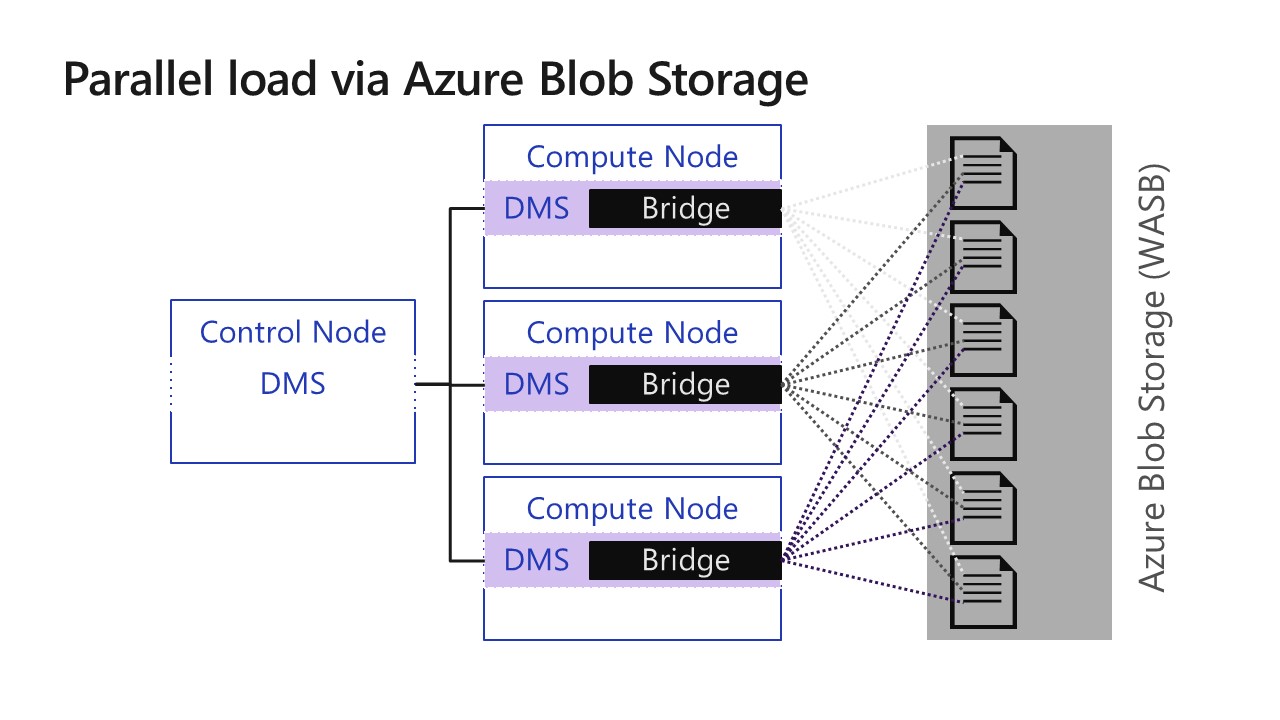 Parallel load via Azure Blob Storage
Control Node
DMS
Compute Node
DMS Bridge
Compute Node
DMS Bridge
Compute Node
DMS Bridge
Azure Blob Storage (WASB)